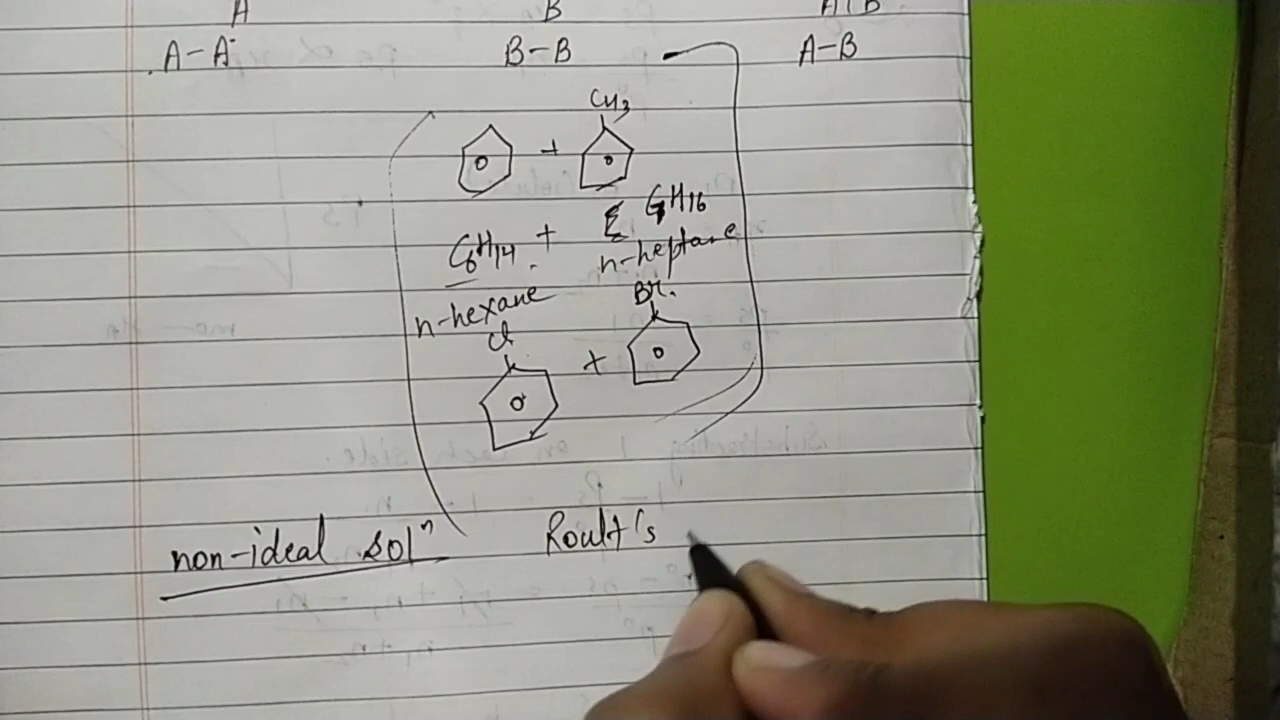 A B A+B
A-A B-B A-B
CH3
+
C6H14 + C7H16
n-hexane n-heptane
Cl Br
+
non-ideal solⁿ Roult's